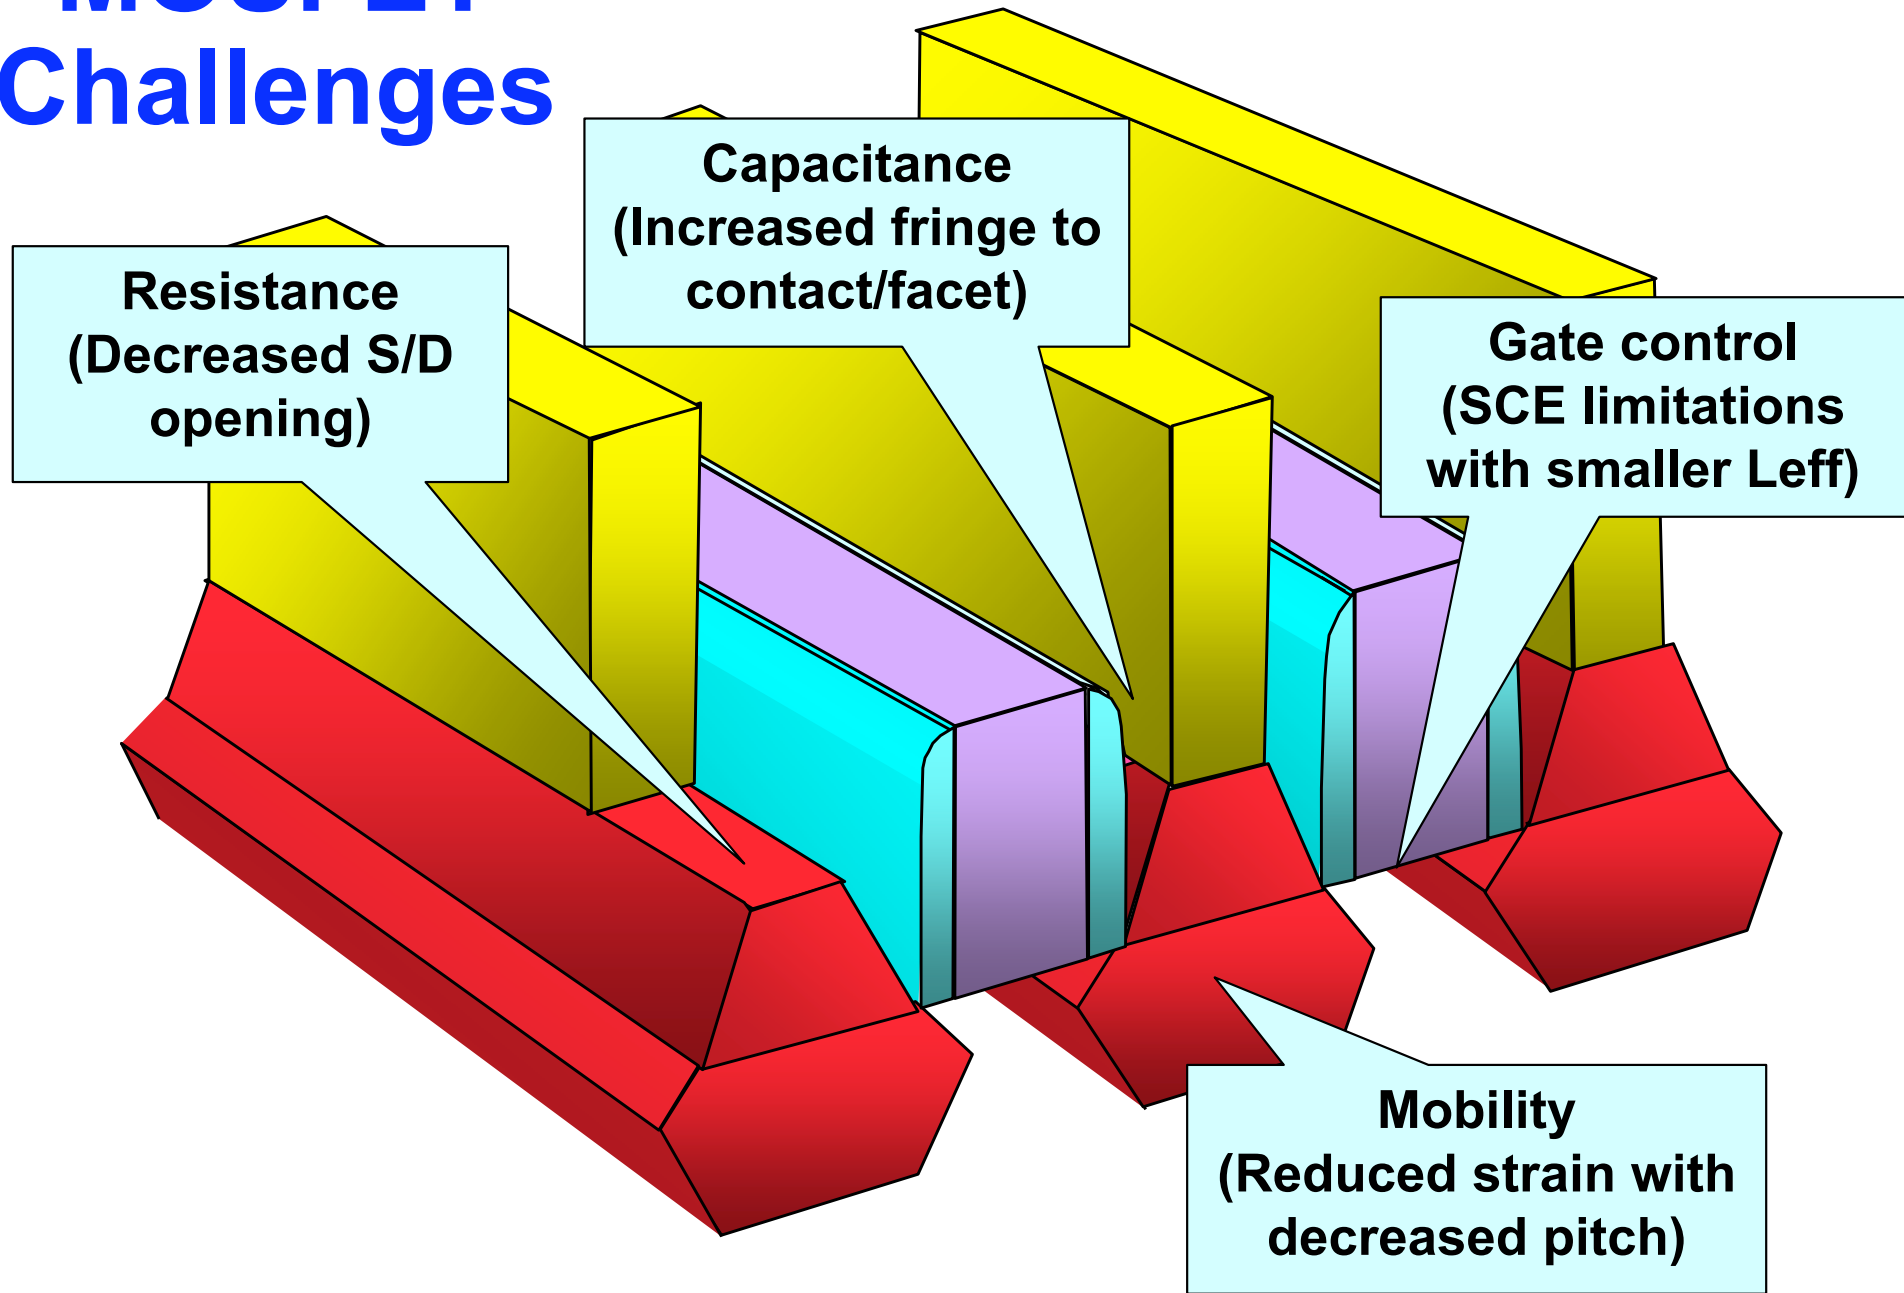 MOSFET
Challenges
Capacitance
(Increased fringe to
contact/facet)
Resistance
(Decreased S/D
opening)
Gate control
(SCE limitations
with smaller Leff)
Mobility
(Reduced strain with
decreased pitch)